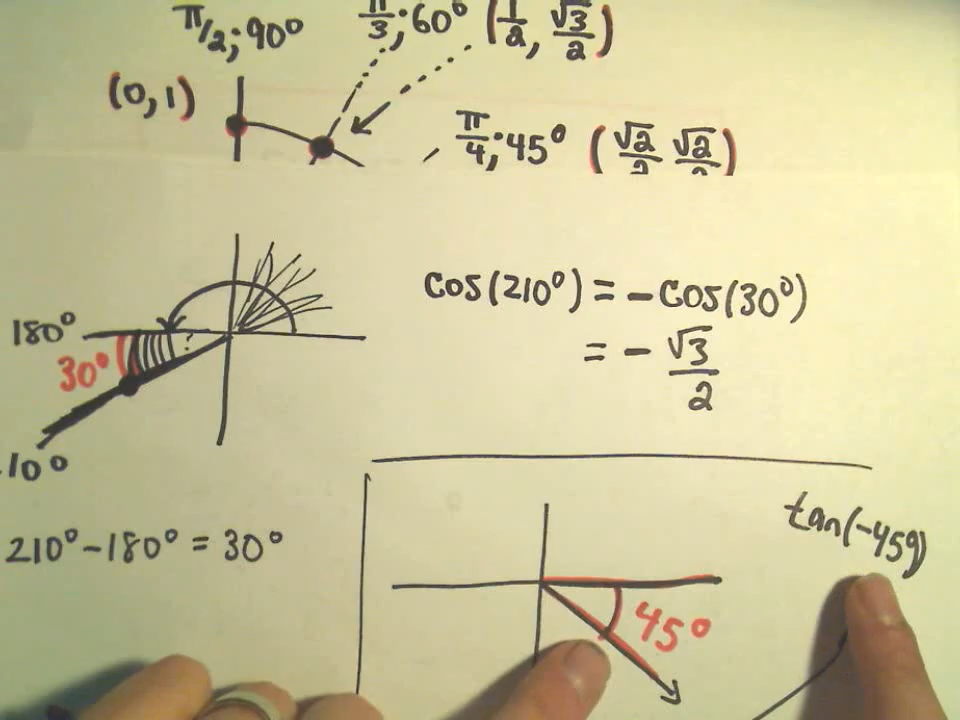 π/2; 90° π/3; 60° (1/2, √3/2)
(0, 1)
π/4; 45° (√2/2 √2/2)
cos(210°) = -cos(30°)
180°
30° ?
= - √3/2
10°
210° - 180° = 30°
tan(-45°)
45°